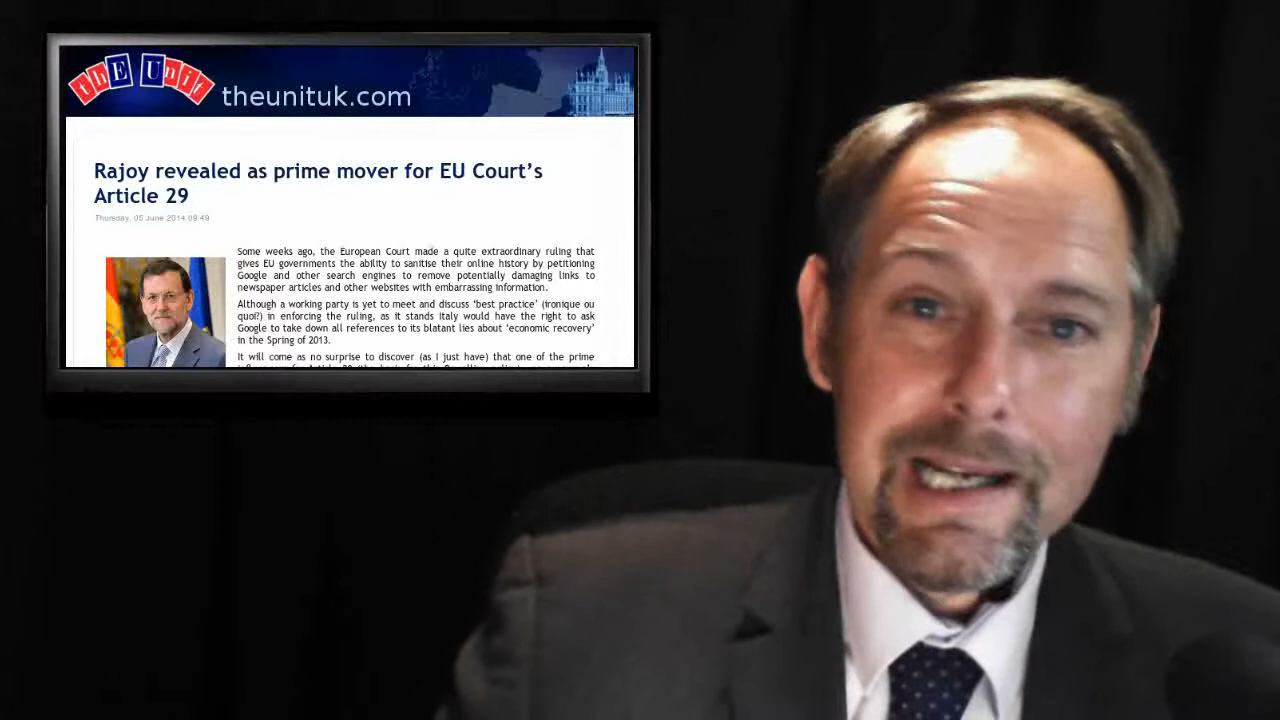 thE Unit
theunituk.com
Rajoy revealed as prime mover for EU Court's
Article 29
Thursday, 05 June 2014 09:49
Some weeks ago, the European Court made a quite extraordinary ruling that
gives EU governments the ability to sanitise their online history by petitioning
Google and other search engines to remove potentially damaging links to
newspaper articles and other websites with embarrassing information.
Although a working party is yet to meet and discuss 'best practice' (ironique ou
quoi?) in enforcing the ruling, as it stands Italy would have the right to ask
Google to take down all references to its blatant lies about 'economic recovery'
in the Spring of 2013.
It will come as no surprise to discover (as I just have) that one of the prime